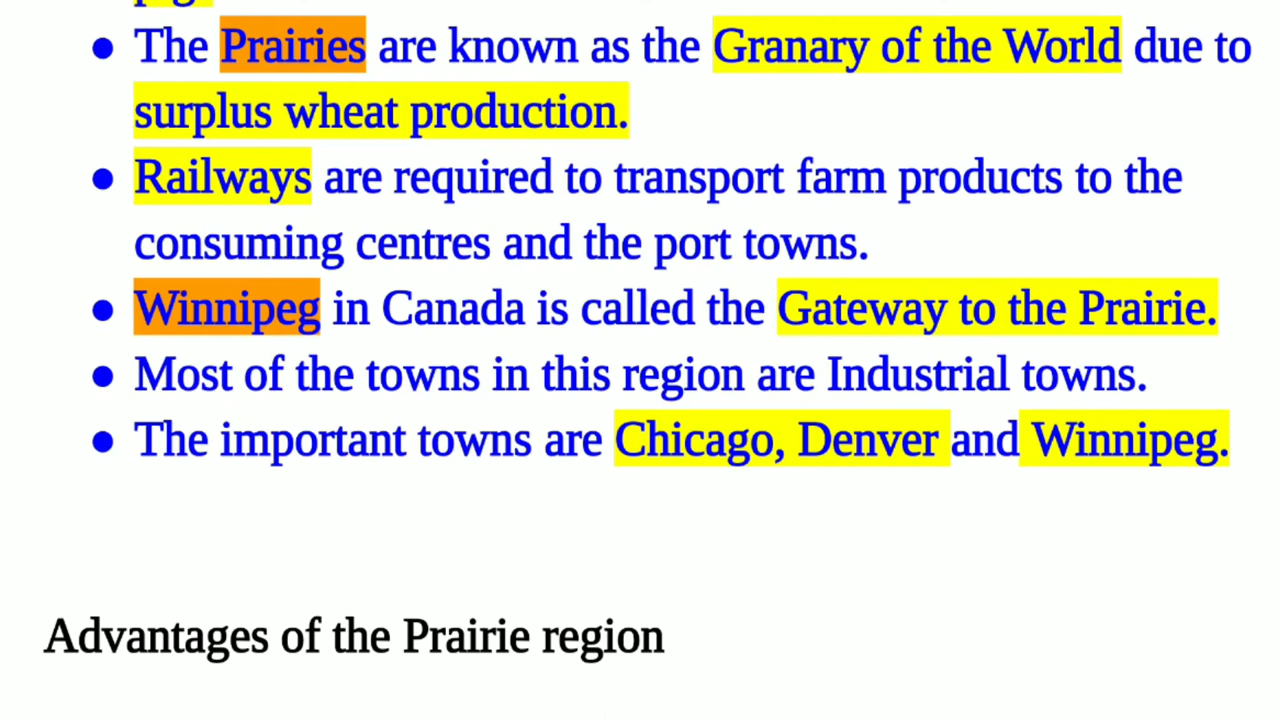 ● The Prairies are known as the Granary of the World due to
surplus wheat production.
● Railways are required to transport farm products to the
consuming centres and the port towns.
● Winnipeg in Canada is called the Gateway to the Prairie.
● Most of the towns in this region are Industrial towns.
● The important towns are Chicago, Denver and Winnipeg.
Advantages of the Prairie region